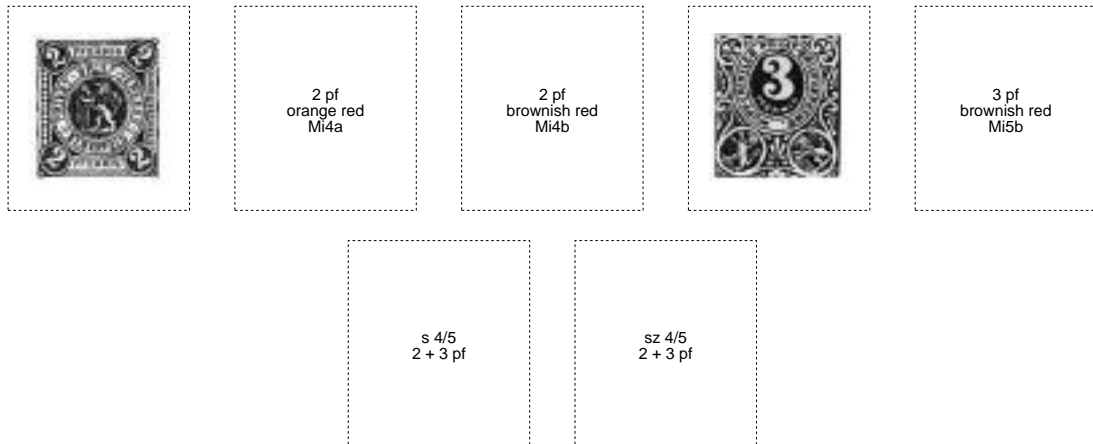 2 pf
orange red
Mi4a
2 pf
brownish red
Mi4b
3
3 pf
brownish red
Mi5b
s 4/5
2 + 3 pf
sz 4/5
2 + 3 pf